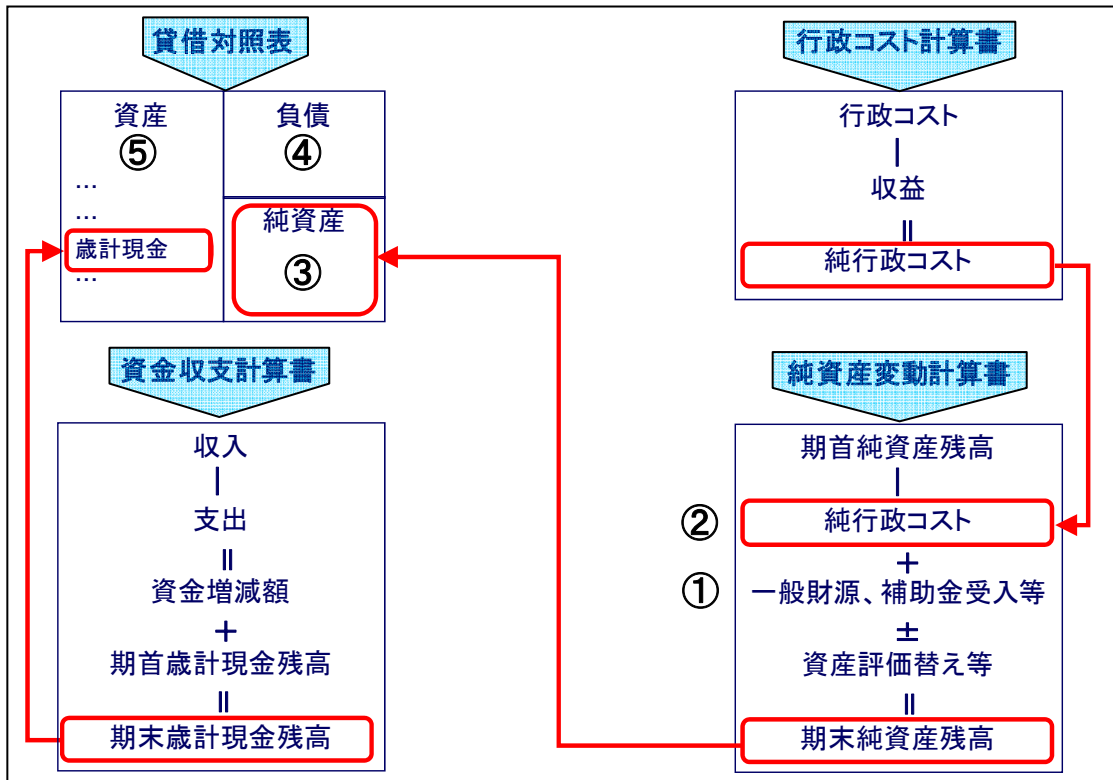 貸借対照表
資産
⑤
…
…
歳計現金
…
負債
④
純資産
③
行政コスト計算書
行政コスト
－
収益
＝
純行政コスト
資金収支計算書
収入
－
支出
＝
資金増減額
＋
期首歳計現金残高
＝
期末歳計現金残高
純資産変動計算書
期首純資産残高
－
② 純行政コスト
＋
① 一般財源、補助金受入等
±
資産評価替え等
＝
期末純資産残高